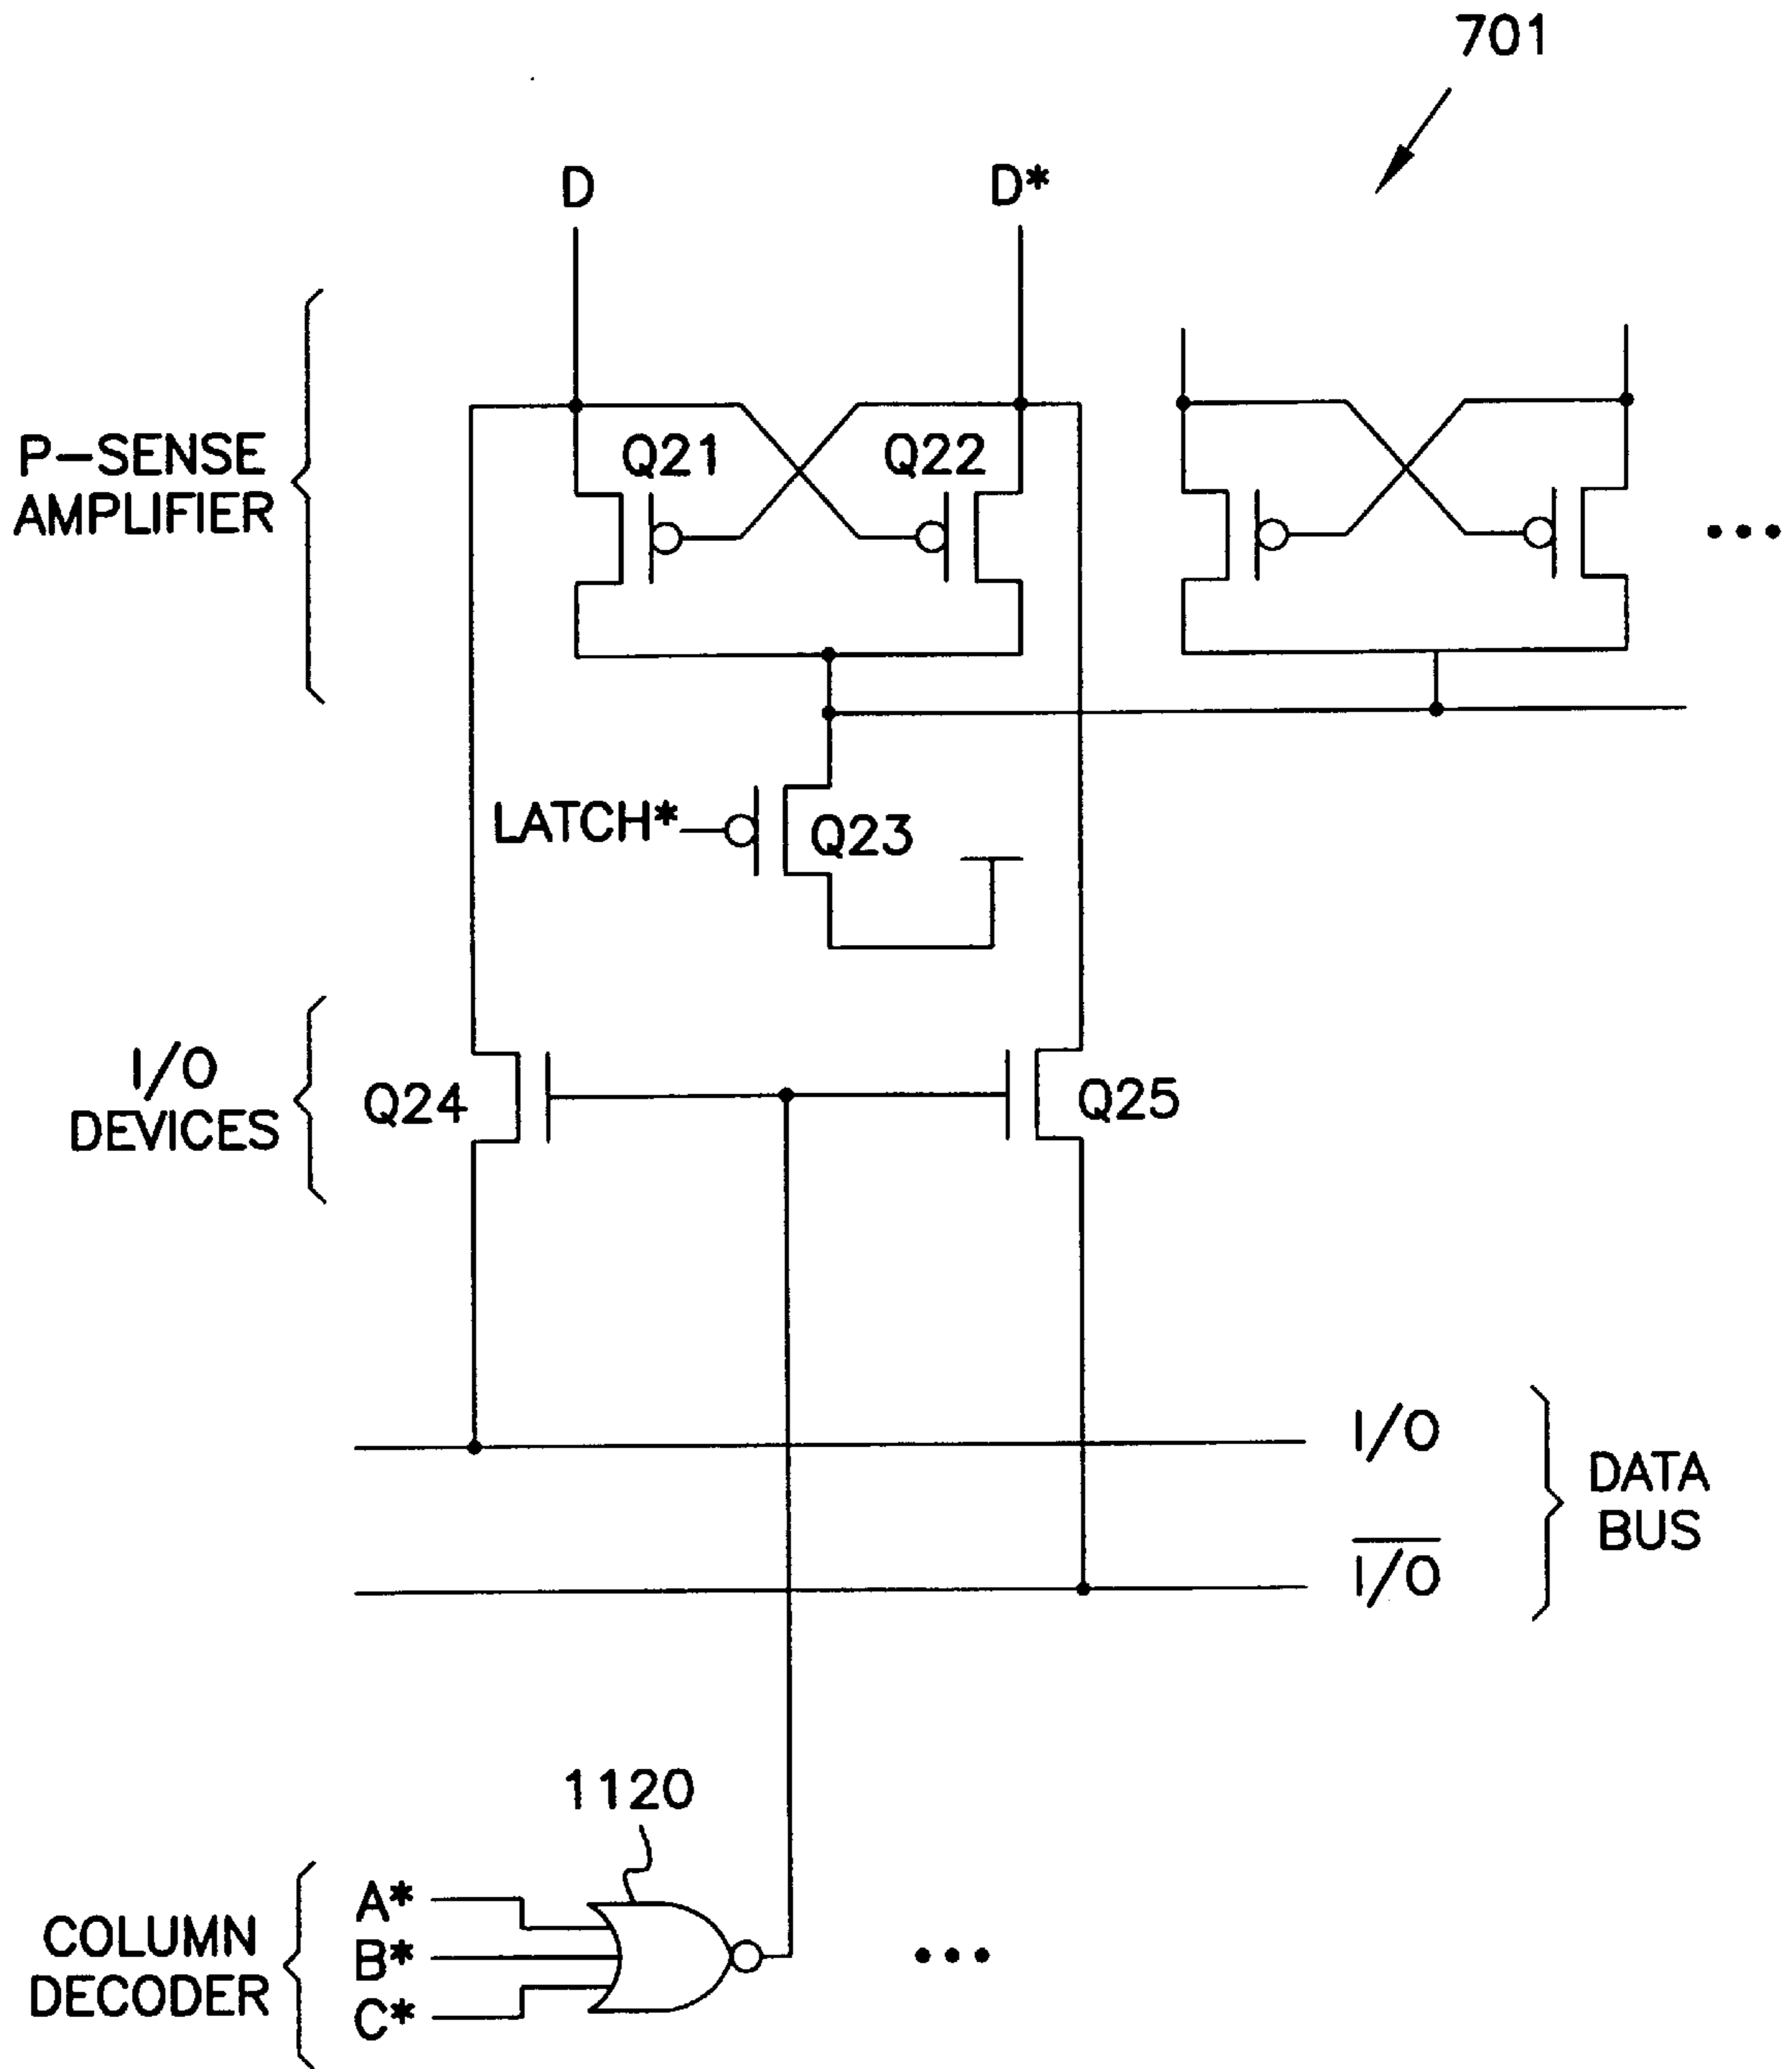 701
D
D*
P-SENSE
AMPLIFIER
Q21
Q22
LATCH*
Q23
I/O
DEVICES
Q24
Q25
I/O
I/O
DATA
BUS
1120
COLUMN
DECODER
A*
B*
C*